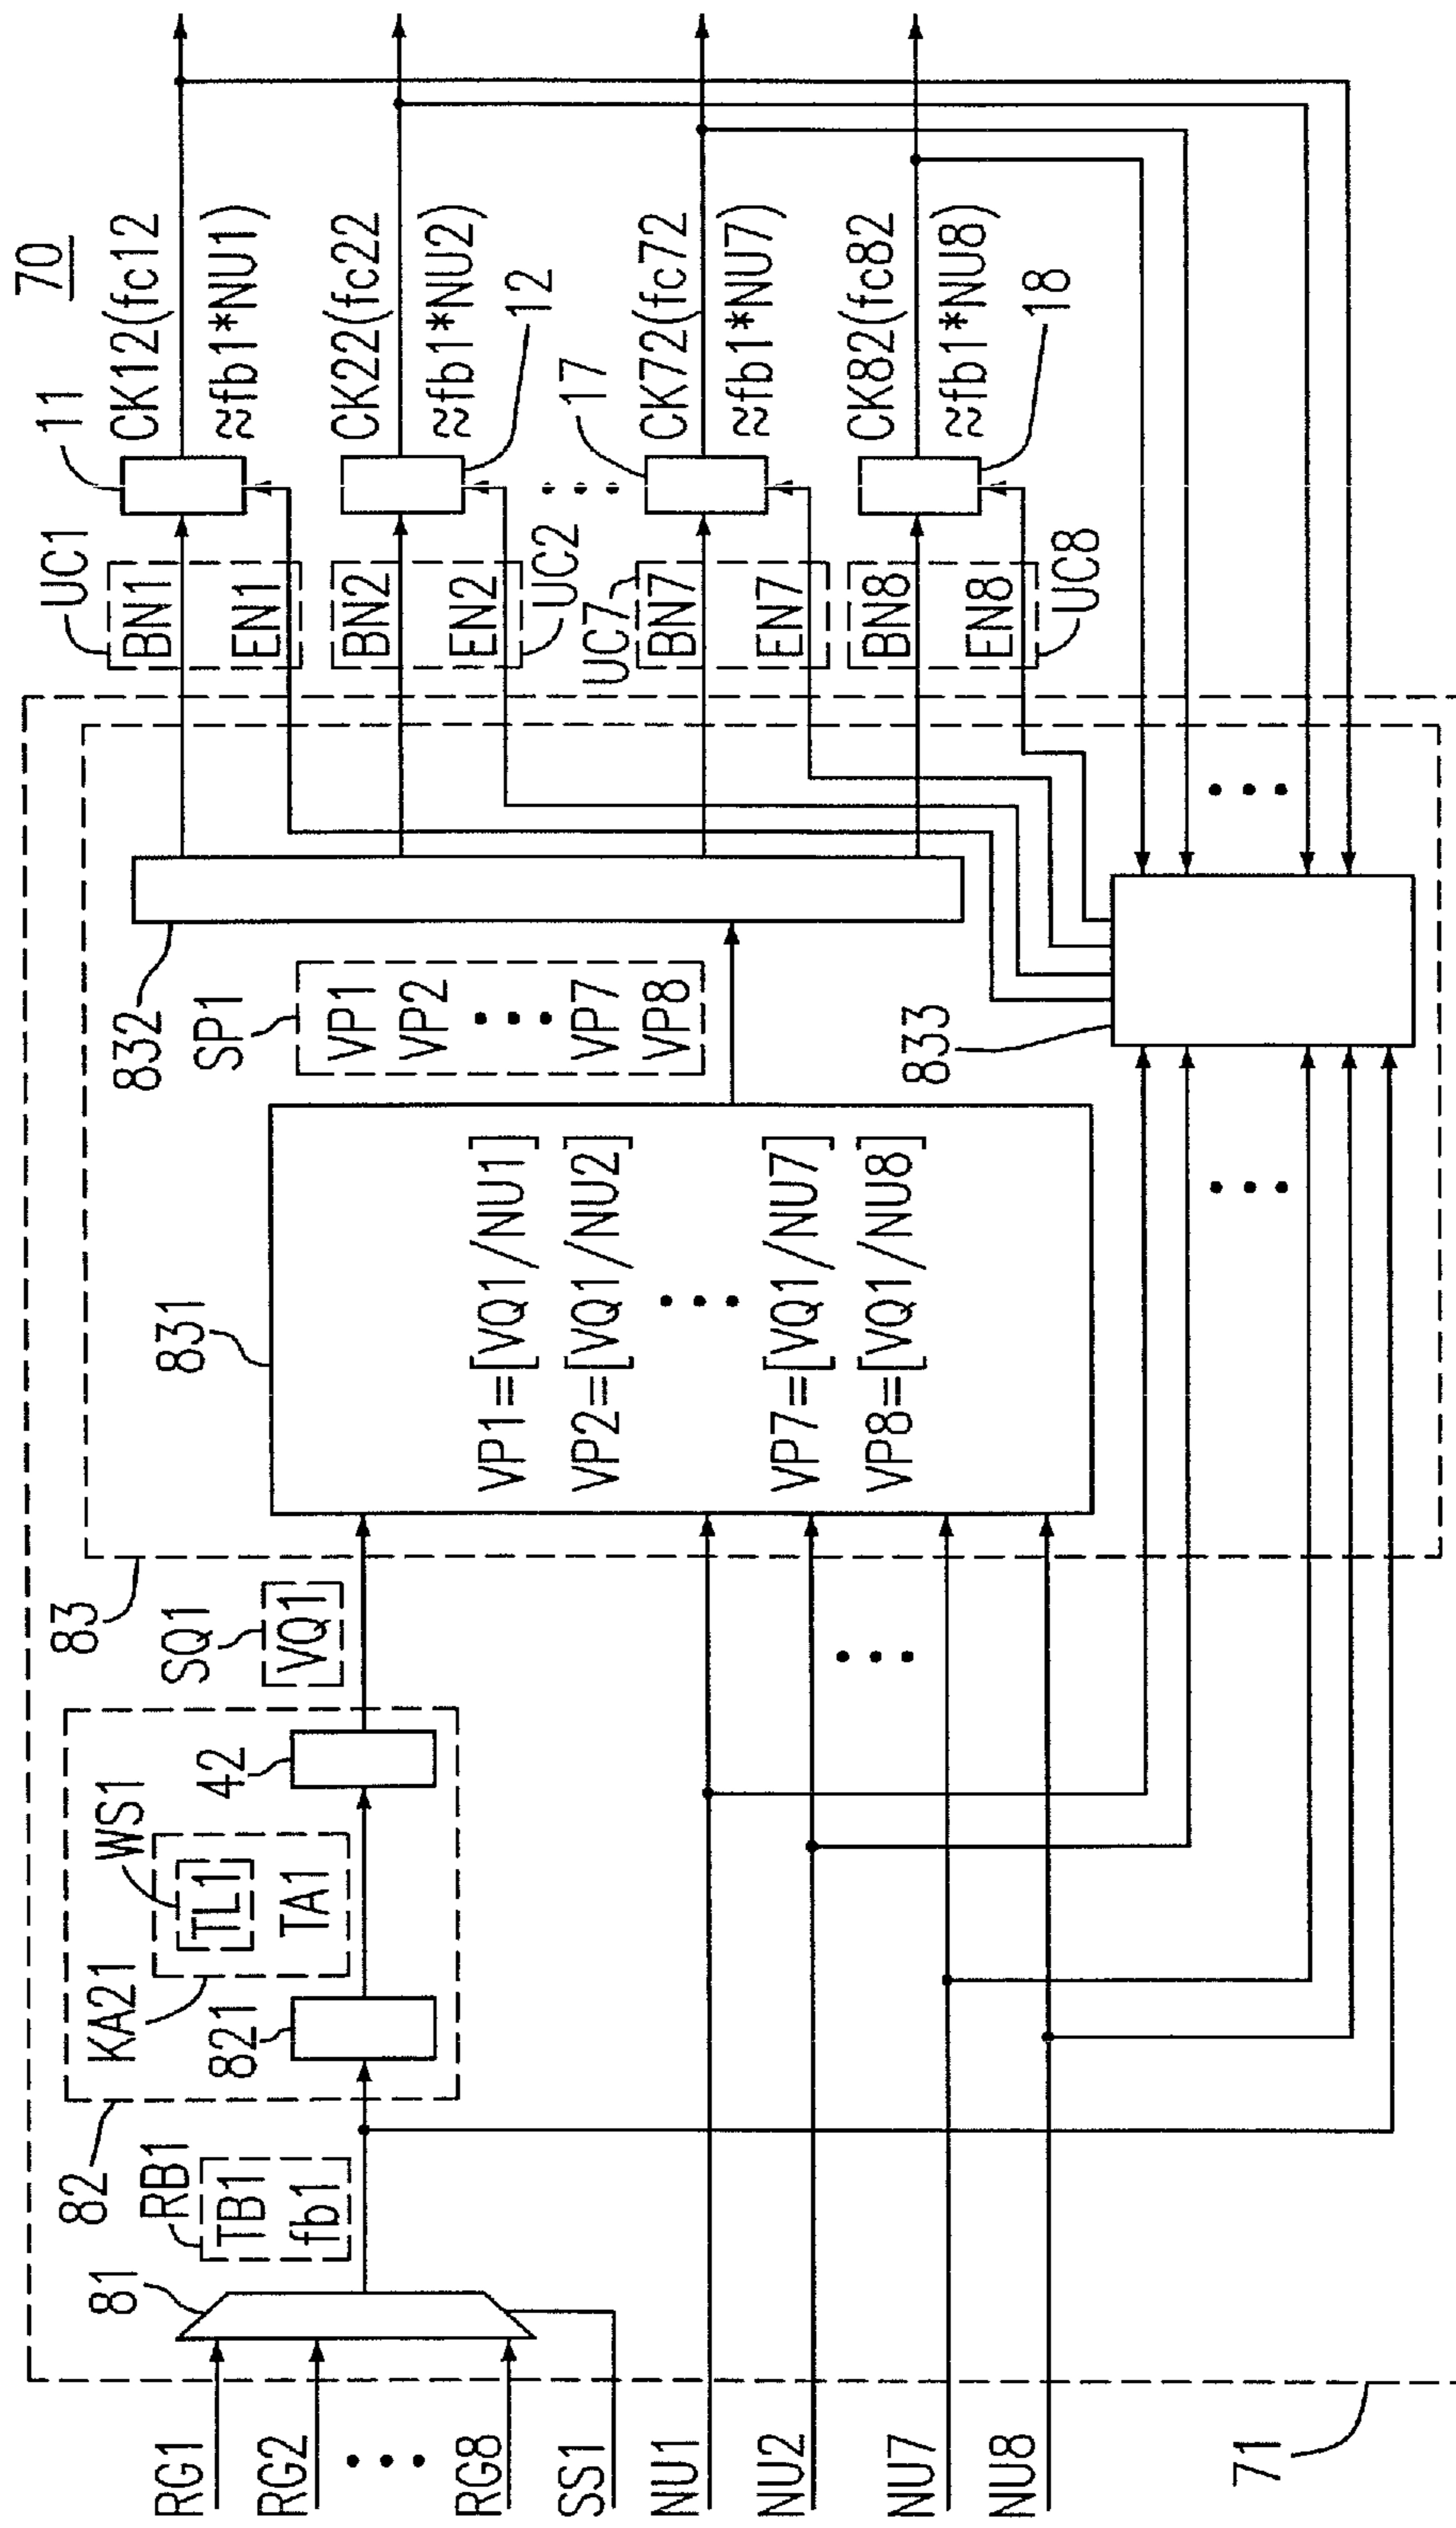 70
11
CK12(fc12
≈fb1*NU1)
UC1
BN1
EN1
CK22(fc22
≈fb1*NU2)
12
BN2
EN2
UC2
•••
17
CK72(fc72
≈fb1*NU7)
UC7
BN7
EN7
CK82(fc82
≈fb1*NU8)
18
BN8
EN8
UC8
832
SP1
VP1
VP2
•••
VP7
VP8
833
•••
831
VP1=[VQ1/NU1]
VP2=[VQ1/NU2]
•••
VP7=[VQ1/NU7]
VP8=[VQ1/NU8]
•••
83
SQ1
VQ1
•••
42
WS1
TL1
TA1
KA21
821
82
RB1
TB1
fb1
81
RG1
RG2
•••
RG8
SS1
NU1
NU2
NU7
NU8
71